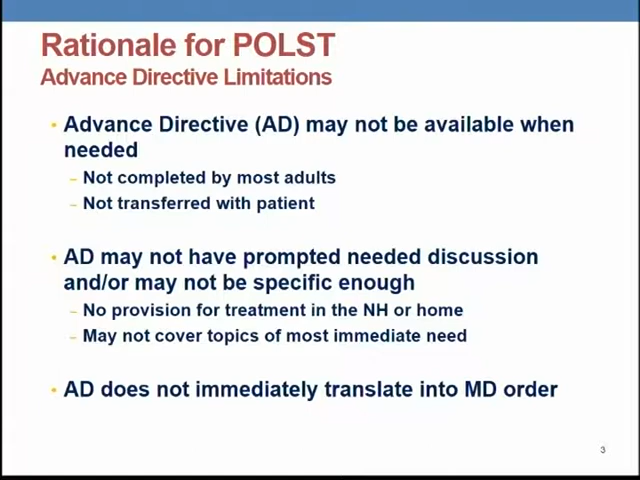 Rationale for POLST
Advance Directive Limitations
• Advance Directive (AD) may not be available when
needed
– Not completed by most adults
– Not transferred with patient
• AD may not have prompted needed discussion
and/or may not be specific enough
– No provision for treatment in the NH or home
– May not cover topics of most immediate need
• AD does not immediately translate into MD order
3